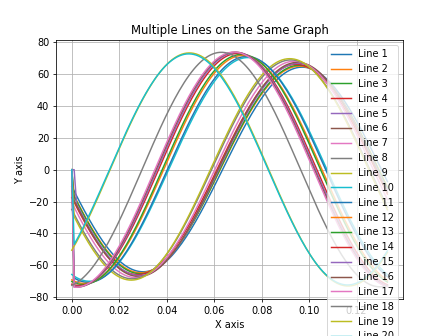 Multiple Lines on the Same Graph
Y axis
80
60
40
20
0
−20
−40
−60
−80
0.00
0.02
0.04
0.06
0.08
0.10
X axis
Line 1
Line 2
Line 3
Line 4
Line 5
Line 6
Line 7
Line 8
Line 9
Line 10
Line 11
Line 12
Line 13
Line 14
Line 15
Line 16
Line 17
Line 18
Line 19
Line 20